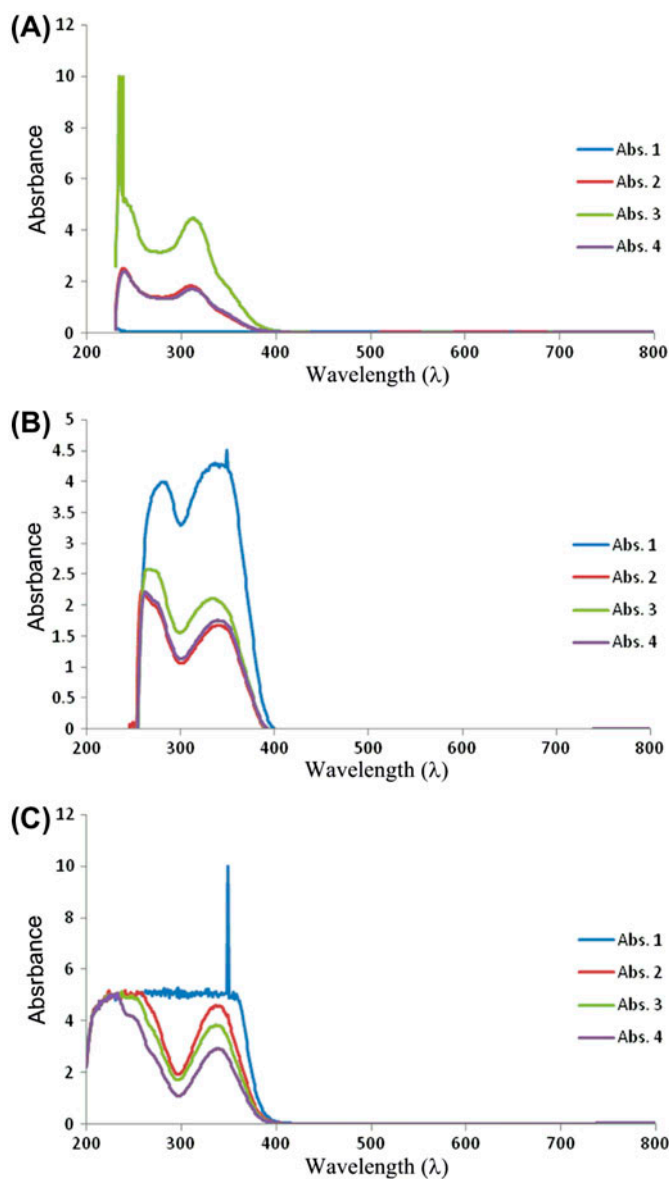 (A)
12
10
8
6
4
2
0
Absrbance
200 300 400 500 600 700 800
Wavelength (λ)
Abs. 1
Abs. 2
Abs. 3
Abs. 4
(B)
5
4.5
4
3.5
3
2.5
2
1.5
1
0.5
0
Absrbance
200 300 400 500 600 700 800
Wavelength (λ)
Abs. 1
Abs. 2
Abs. 3
Abs. 4
(C)
12
10
8
6
4
2
0
Absrbance
200 300 400 500 600 700 800
Wavelength (λ)
Abs. 1
Abs. 2
Abs. 3
Abs. 4